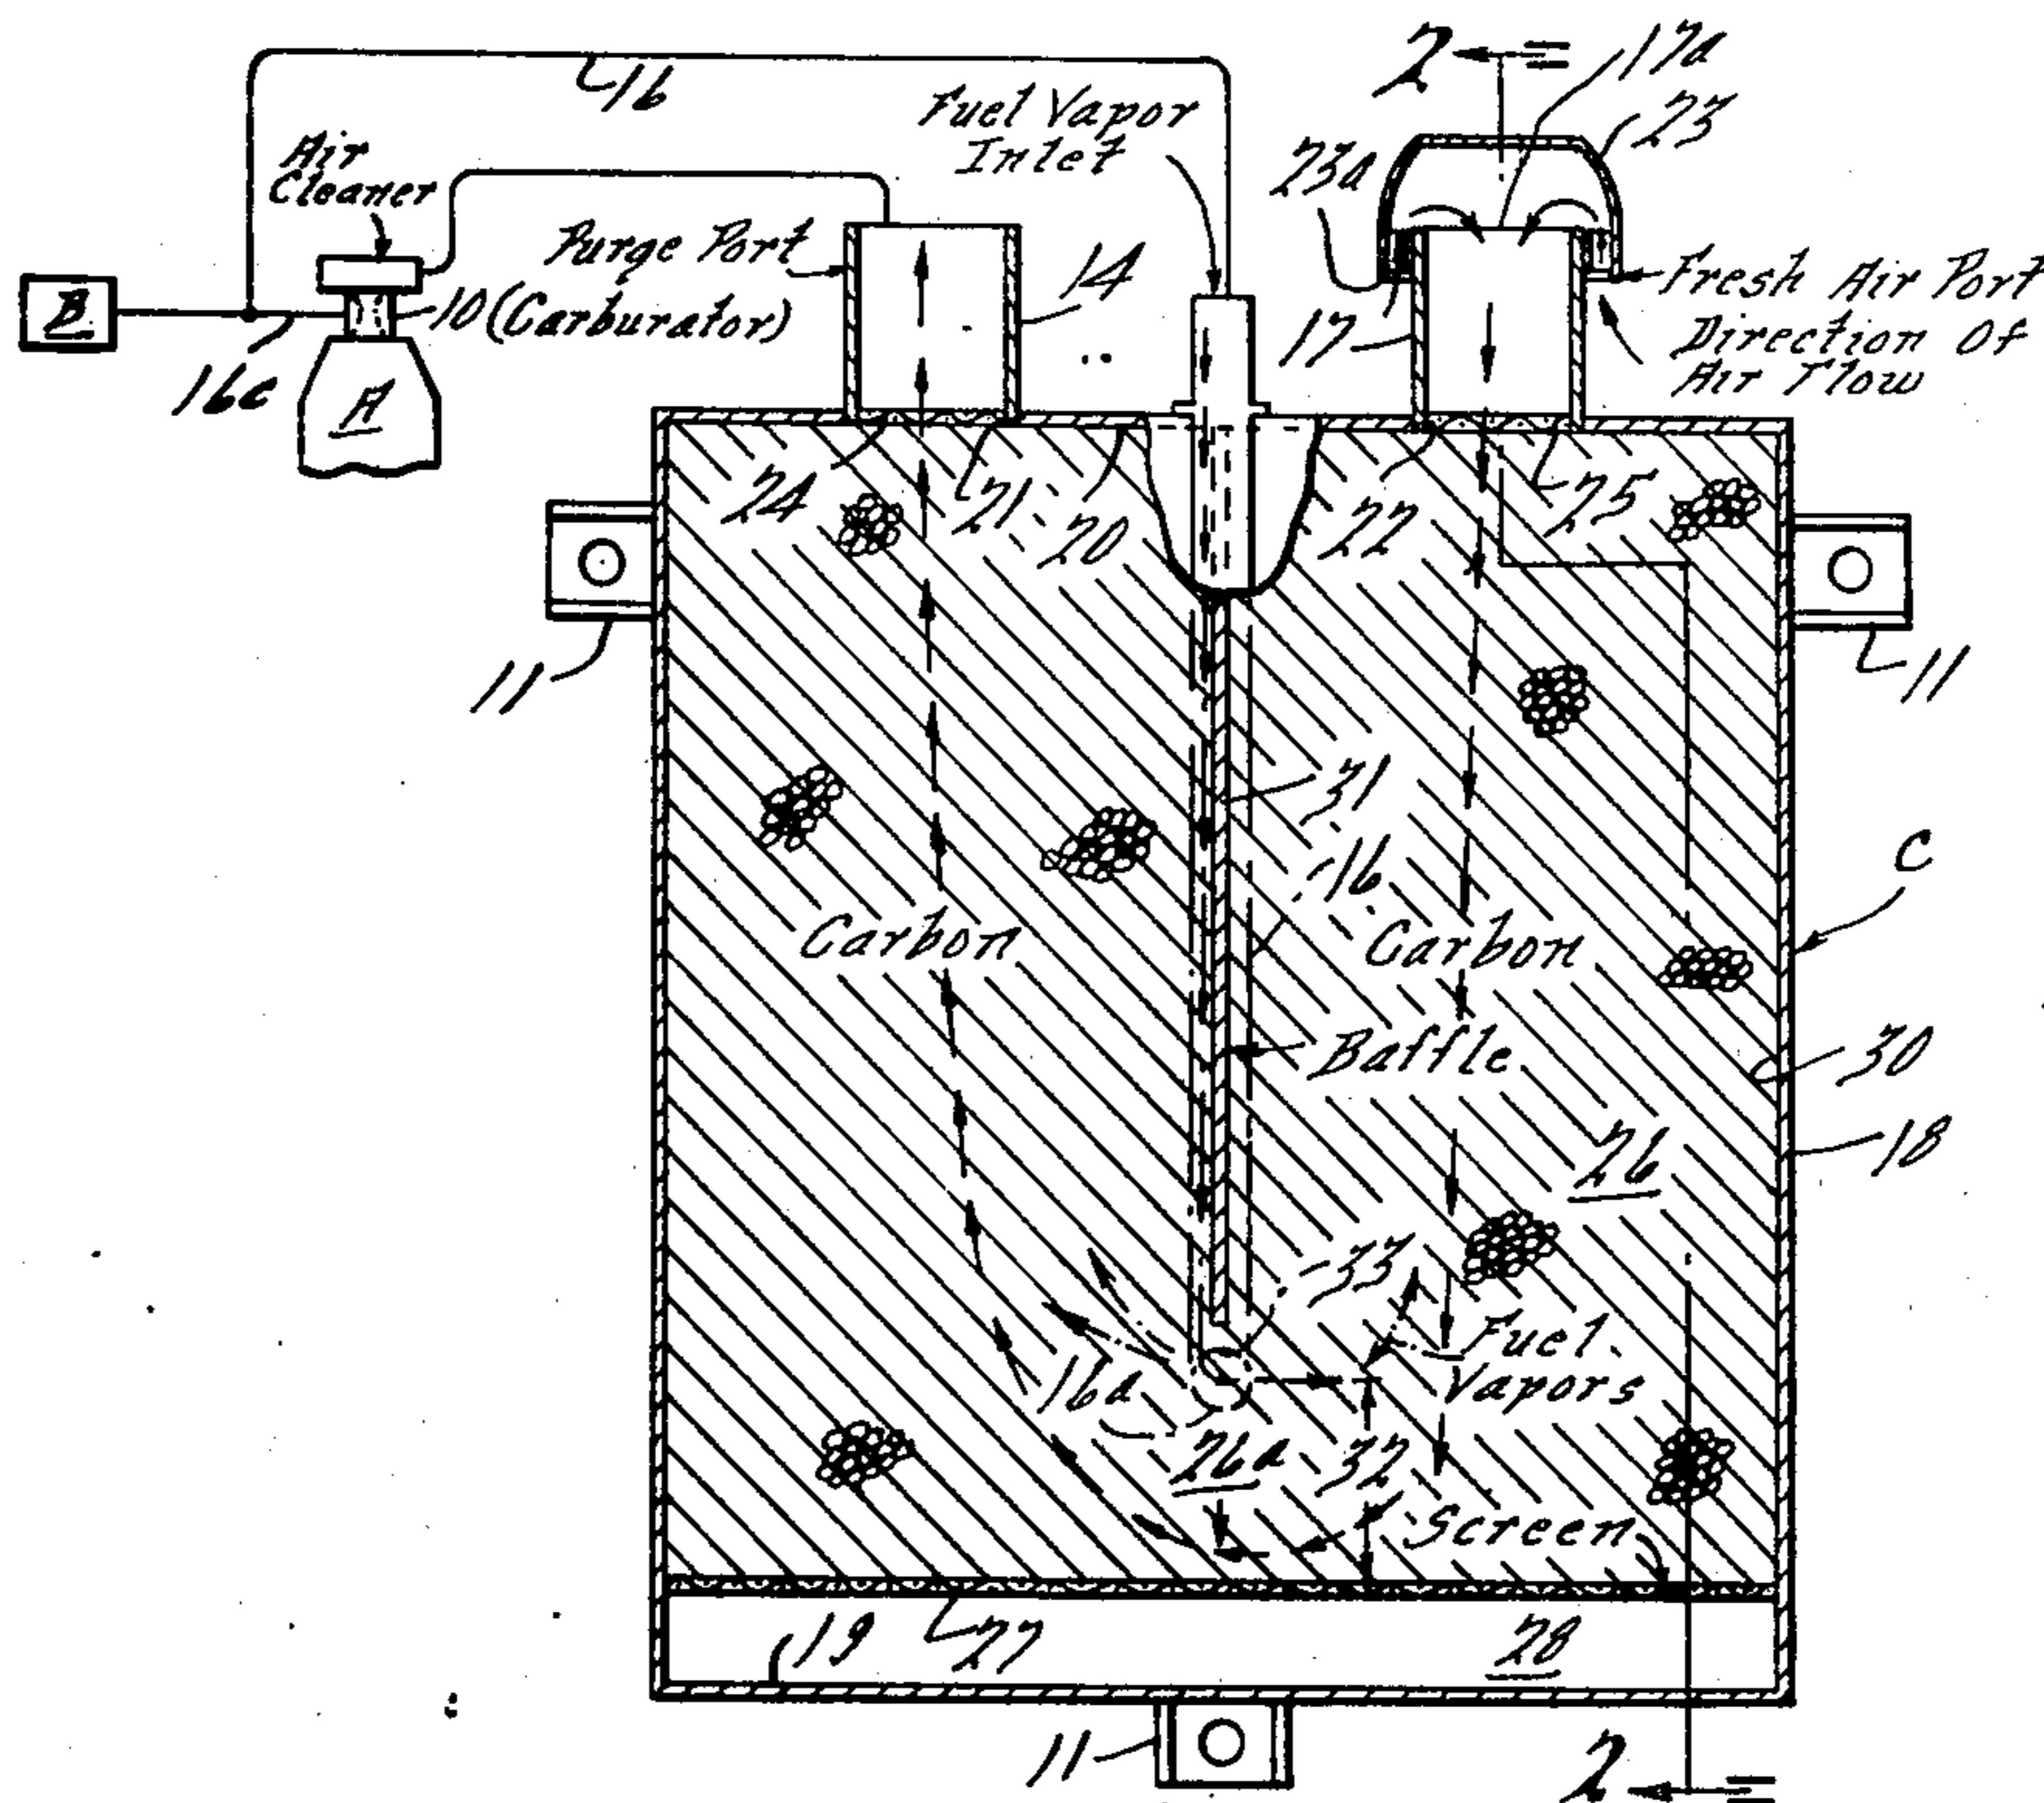 2
17a
16
Fuel Vapor
Inlet
23
23a
Air
Cleaner
Purge Port
14
Fresh Air Port
B
10 (Carburator)
17
Direction Of
Air Flow
16c
A
24
21
20
22
25
11
11
31
16
C
Carbon
Carbon
Baffle
30
18
26
33
Fuel
Vapors
16a
26a
32
Screen
19
27
28
11
2